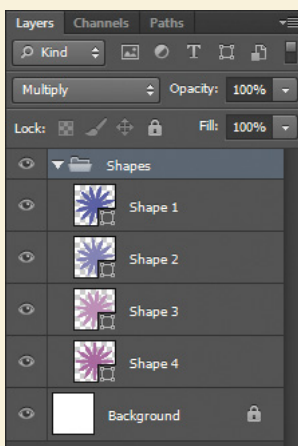 Layers Channels Paths
Kind T
Multiply Opacity: 100%
Lock: Fill: 100%
Shapes
Shape 1
Shape 2
Shape 3
Shape 4
Background